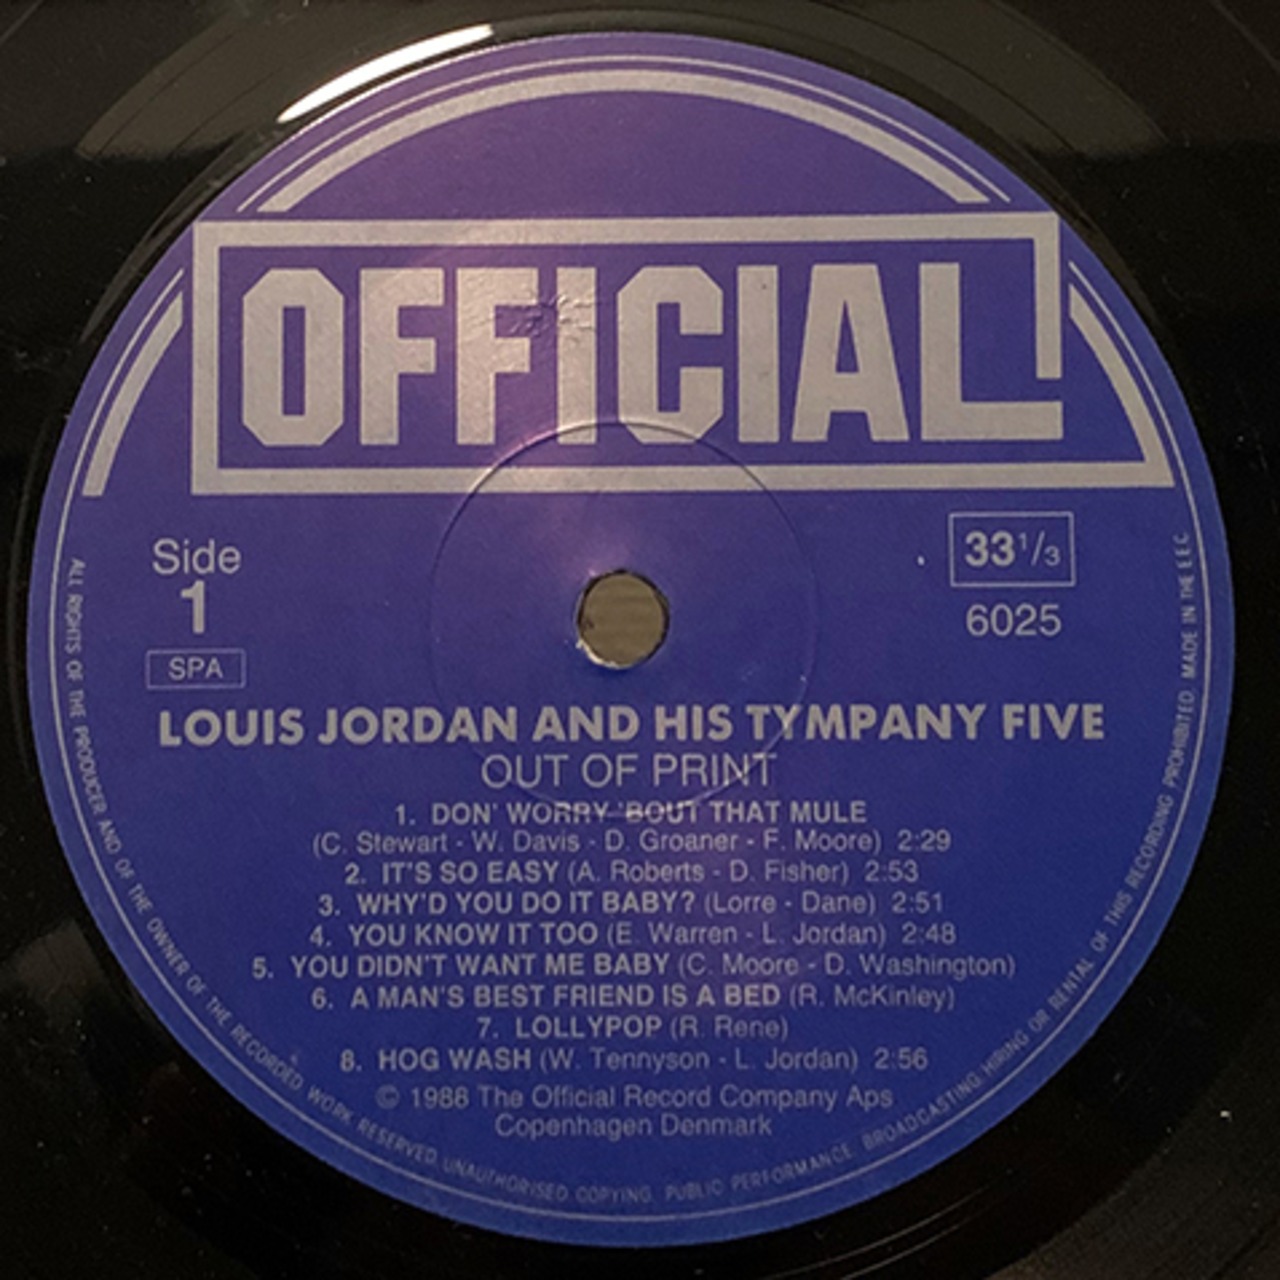 OFFICIAL
Side
1
SPA
33 1/3
6025
LOUIS JORDAN AND HIS TYMPANY FIVE
OUT OF PRINT
1. DON' WORRY 'BOUT THAT MULE
(C. Stewart - W. Davis - D. Groaner - F. Moore) 2:29
2. IT'S SO EASY (A. Roberts - D. Fisher) 2:53
3. WHY'D YOU DO IT BABY? (Lorre - Dane) 2:51
4. YOU KNOW IT TOO (E. Warren - L. Jordan) 2:48
5. YOU DIDN'T WANT ME BABY (C. Moore - D. Washington)
6. A MAN'S BEST FRIEND IS A BED (R. McKinley)
7. LOLLYPOP (R. Rene)
8. HOG WASH (W. Tennyson - L. Jordan) 2:56
© 1988 The Official Record Company Aps
Copenhagen Denmark
ALL RIGHTS OF THE PRODUCER AND OF THE OWNER OF THE RECORDED WORK RESERVED. UNAUTHORISED COPYING. PUBLIC PERFORMANCE. BROADCASTING HIRING OR RENTAL OF THIS RECORDING PROHIBITED. MADE IN THE EEC